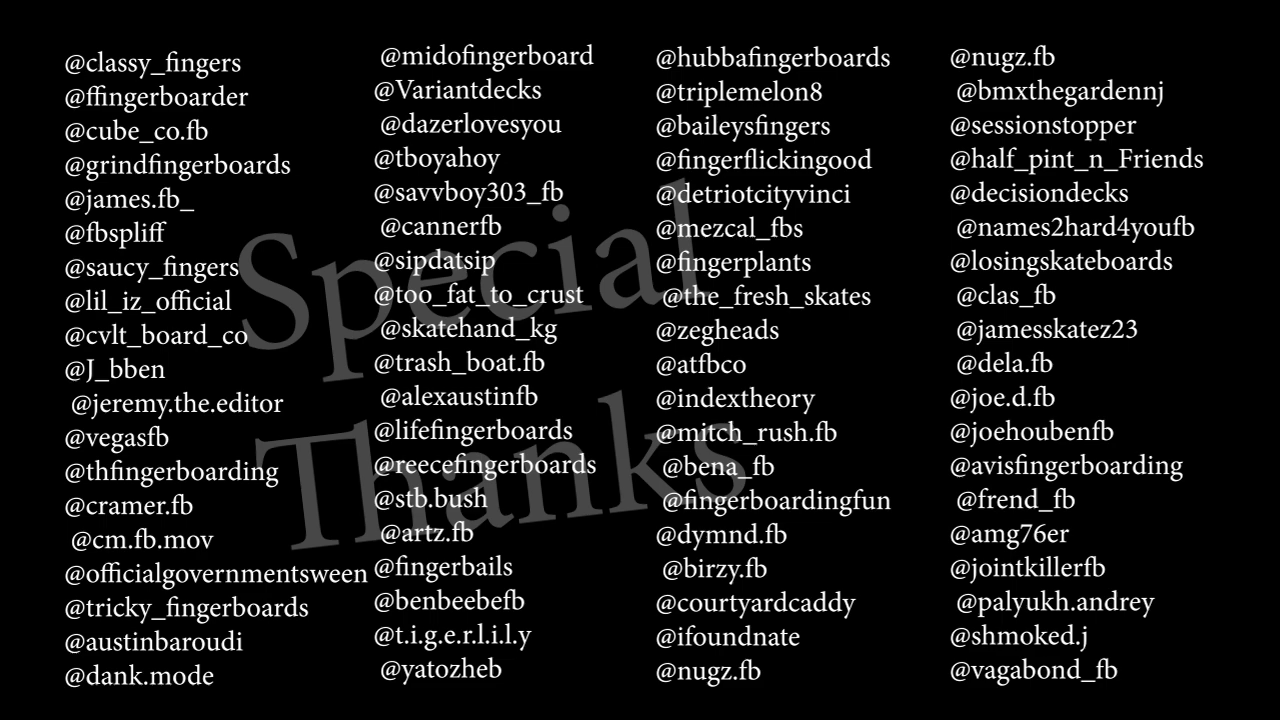 @classy_fingers
@ffingerboarder
@cube_co.fb
@grindfingerboards
@james.fb_
@fbspliff
@saucy_fingers
@lil_iz_official
@cvlt_board_co
@J_bben
@jeremy.the.editor
@vegasfb
@thfingerboarding
@cramer.fb
@cm.fb.mov
@officialgovernmentsween
@tricky_fingerboards
@austinbaroudi
@dank.mode
@midofingerboard
@Variantdecks
@dazerlovesyou
@tboyahoy
@savvboy303_fb
@cannerfb
@sipdatsip
@too_fat_to_crust
@skatehand_kg
@trash_boat.fb
@alexaustinfb
@lifefingerboards
@reecefingerboards
@stb.bush
@artz.fb
@fingerbails
@benbeebefb
@t.i.g.e.r.l.i.l.y
@yatozheb
@hubbafingerboards
@triplemelon8
@baileysfingers
@fingerflickingood
@detriotcityvinci
@mezcal_fbs
@fingerplants
@the_fresh_skates
@zegheads
@atfbco
@indextheory
@mitch_rush.fb
@bena_fb
@fingerboardingfun
@dymnd.fb
@birzy.fb
@courtyardcaddy
@ifoundnate
@nugz.fb
@nugz.fb
@bmxthegardennj
@sessionstopper
@half_pint_n_Friends
@decisiondecks
@names2hard4youfb
@losingskateboards
@clas_fb
@jamesskatez23
@dela.fb
@joe.d.fb
@joehoubenfb
@avisfingerboarding
@frend_fb
@amg76er
@jointkillerfb
@palyukh.andrey
@shmoked.j
@vagabond_fb
Special
Thanks